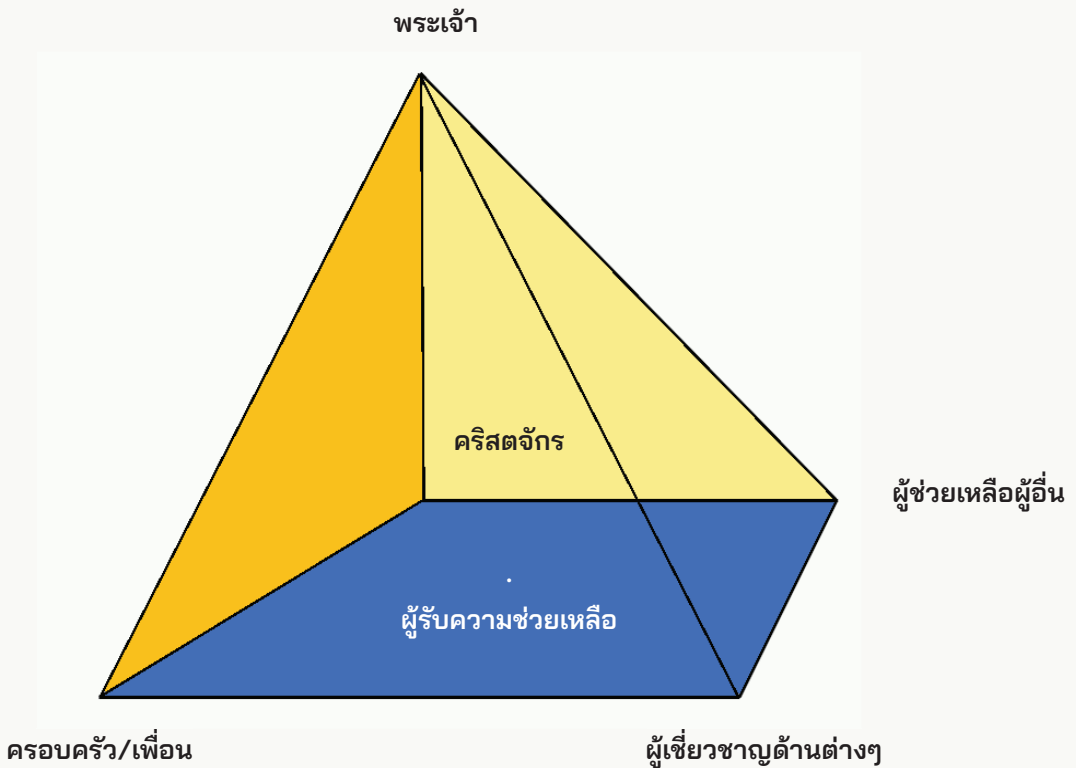 พระเจ้า
คริสตจักร
ผู้ช่วยเหลือผู้อื่น
ผู้รับความช่วยเหลือ
ครอบครัว/เพื่อน
ผู้เชี่ยวชาญด้านต่างๆ